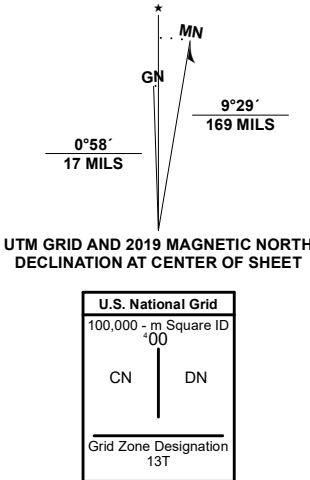 ★
MN
GN
9°29´
169 MILS
0°58´
17 MILS
UTM GRID AND 2019 MAGNETIC NORTH
DECLINATION AT CENTER OF SHEET
U.S. National Grid
100,000 - m Square ID
⁴00
CN DN
Grid Zone Designation
13T